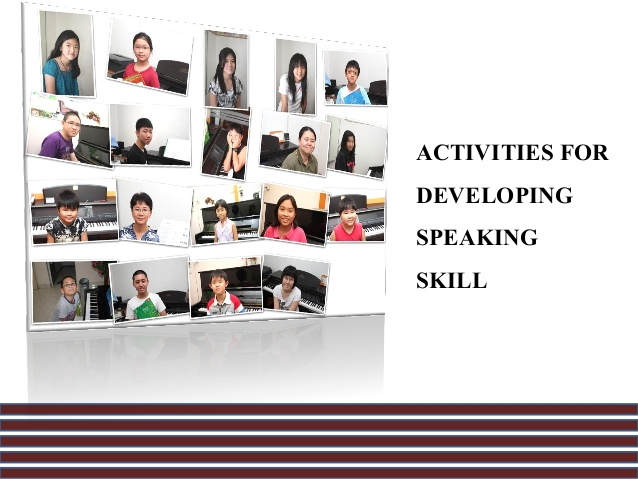 ACTIVITIES FOR
DEVELOPING
SPEAKING
SKILL